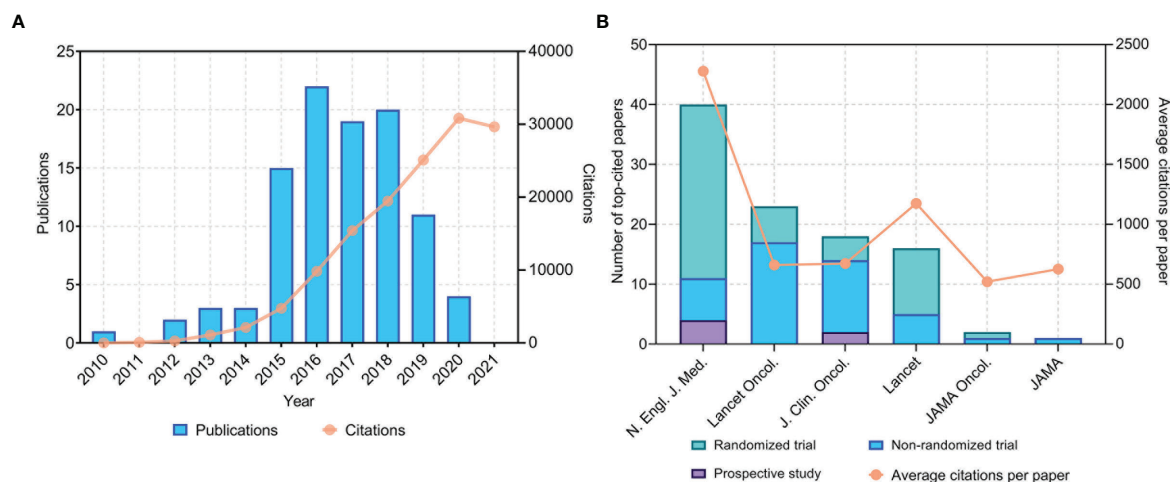 A
25
20
15
10
5
0
Publications
40000
30000
20000
10000
0
Citations
2010
2011
2012
2013
2014
2015
2016
2017
2018
2019
2020
2021
Year
Publications
Citations
B
50
40
30
20
10
0
Number of top-cited papers
2500
2000
1500
1000
500
0
Average citations per paper
N. Engl. J. Med.
Lancet Oncol.
J. Clin. Oncol.
Lancet
JAMA Oncol.
JAMA
Randomized trial
Non-randomized trial
Prospective study
Average citations per paper